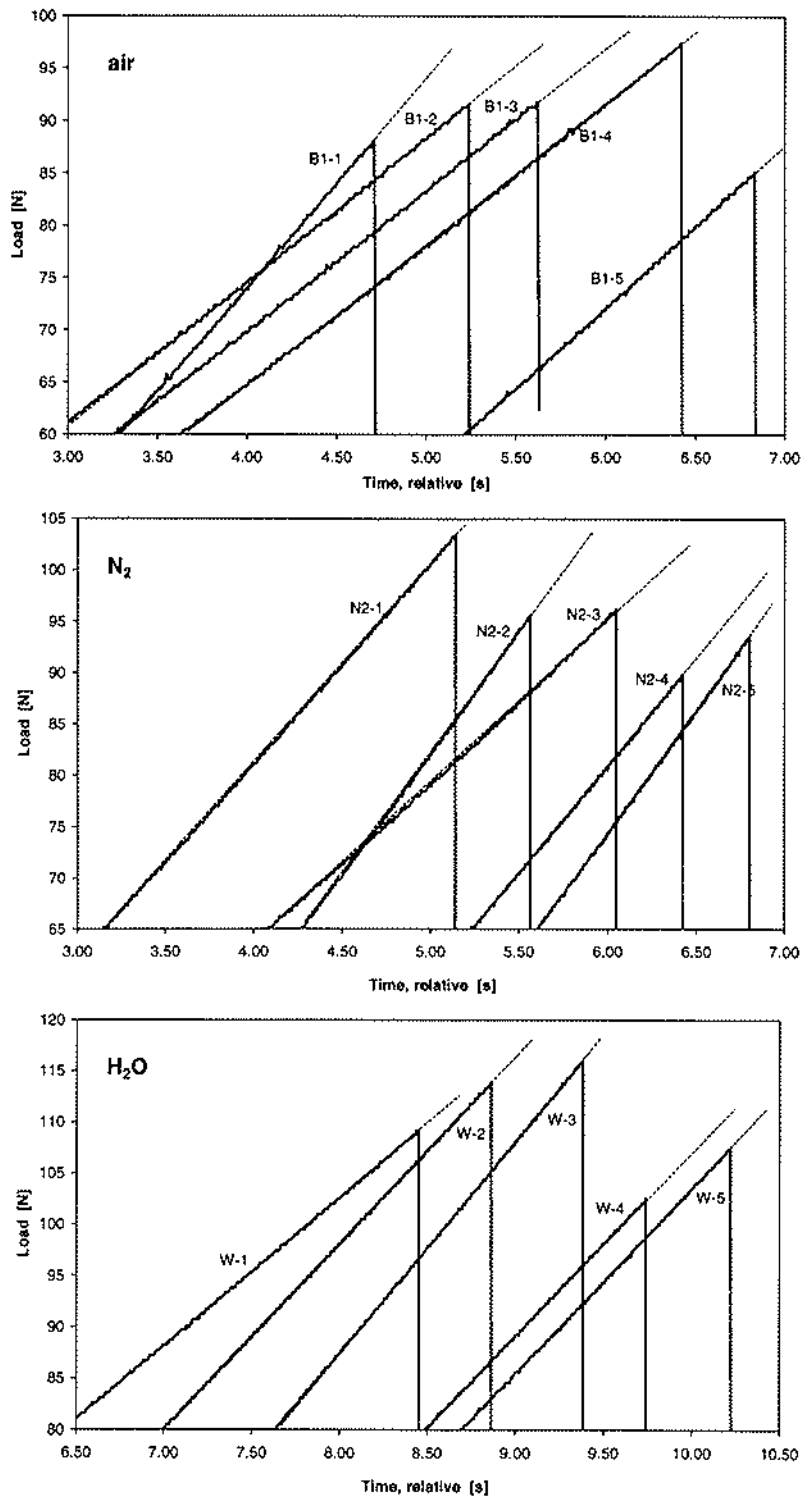 air
Load [N]
100
95
90
85
80
75
70
65
60
B1-1
B1-2
B1-3
B1-4
B1-5
3.00 3.50 4.00 4.50 5.00 5.50 6.00 6.50 7.00
Time, relative [s]
N₂
Load [N]
105
100
95
90
85
80
75
70
65
N2-1
N2-2
N2-3
N2-4
N2-5
3.00 3.50 4.00 4.50 5.00 5.50 6.00 6.50 7.00
Time, relative [s]
H₂O
Load [N]
120
115
110
105
100
95
90
85
80
W-1
W-2
W-3
W-4
W-5
6.50 7.00 7.50 8.00 8.50 9.00 9.50 10.00 10.50
Time, relative [s]